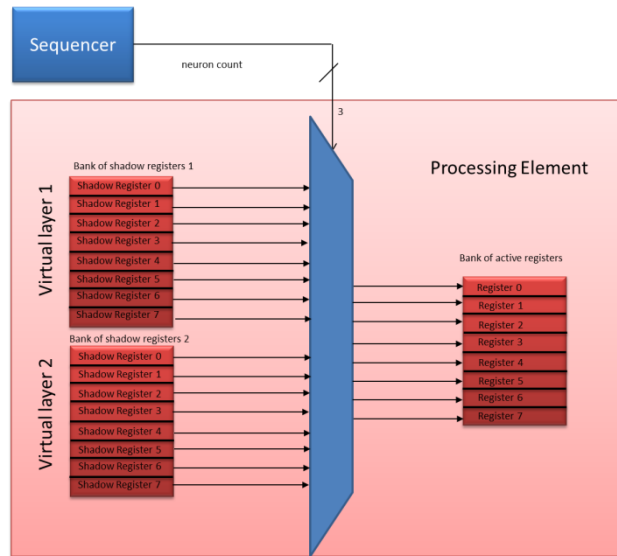 Sequencer
neuron count
3
Processing Element
Virtual layer 1
Bank of shadow registers 1
Shadow Register 0
Shadow Register 1
Shadow Register 2
Shadow Register 3
Shadow Register 4
Shadow Register 5
Shadow Register 6
Shadow Register 7
Virtual layer 2
Bank of shadow registers 2
Shadow Register 0
Shadow Register 1
Shadow Register 2
Shadow Register 3
Shadow Register 4
Shadow Register 5
Shadow Register 6
Shadow Register 7
Bank of active registers
Register 0
Register 1
Register 2
Register 3
Register 4
Register 5
Register 6
Register 7